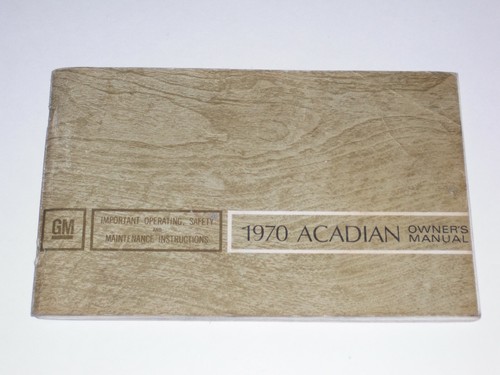 GM
IMPORTANT OPERATING, SAFETY
AND
MAINTENANCE INSTRUCTIONS
1970 ACADIAN OWNER'S
MANUAL